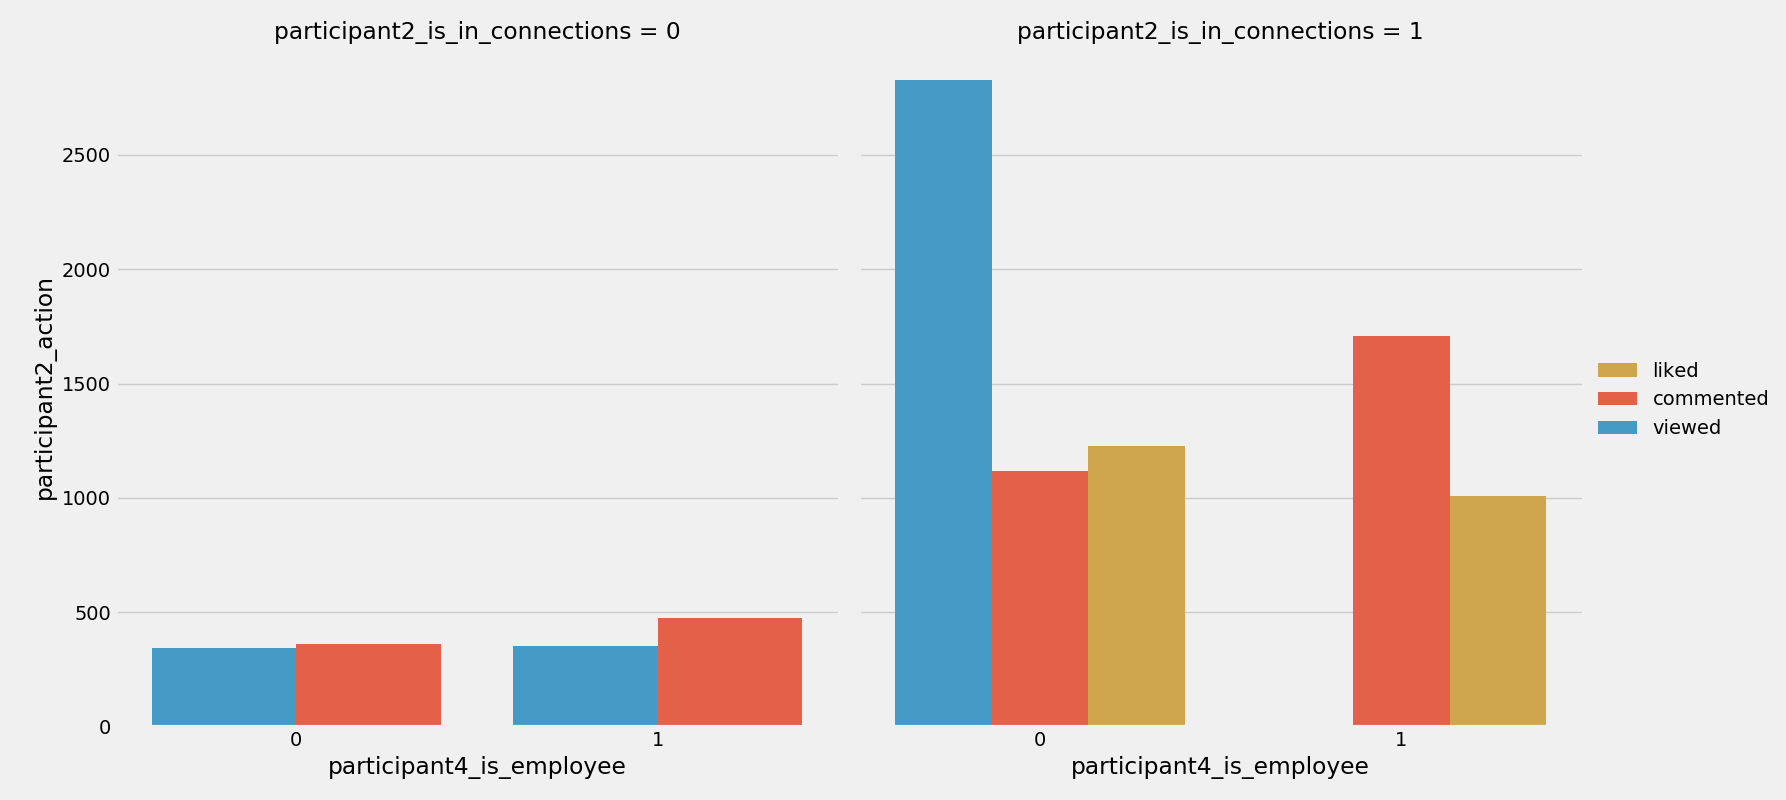 participant2_is_in_connections = 0
participant2_is_in_connections = 1
participant2_action
2500
2000
1500
1000
500
0
0
1
0
1
participant4_is_employee
participant4_is_employee
liked
commented
viewed